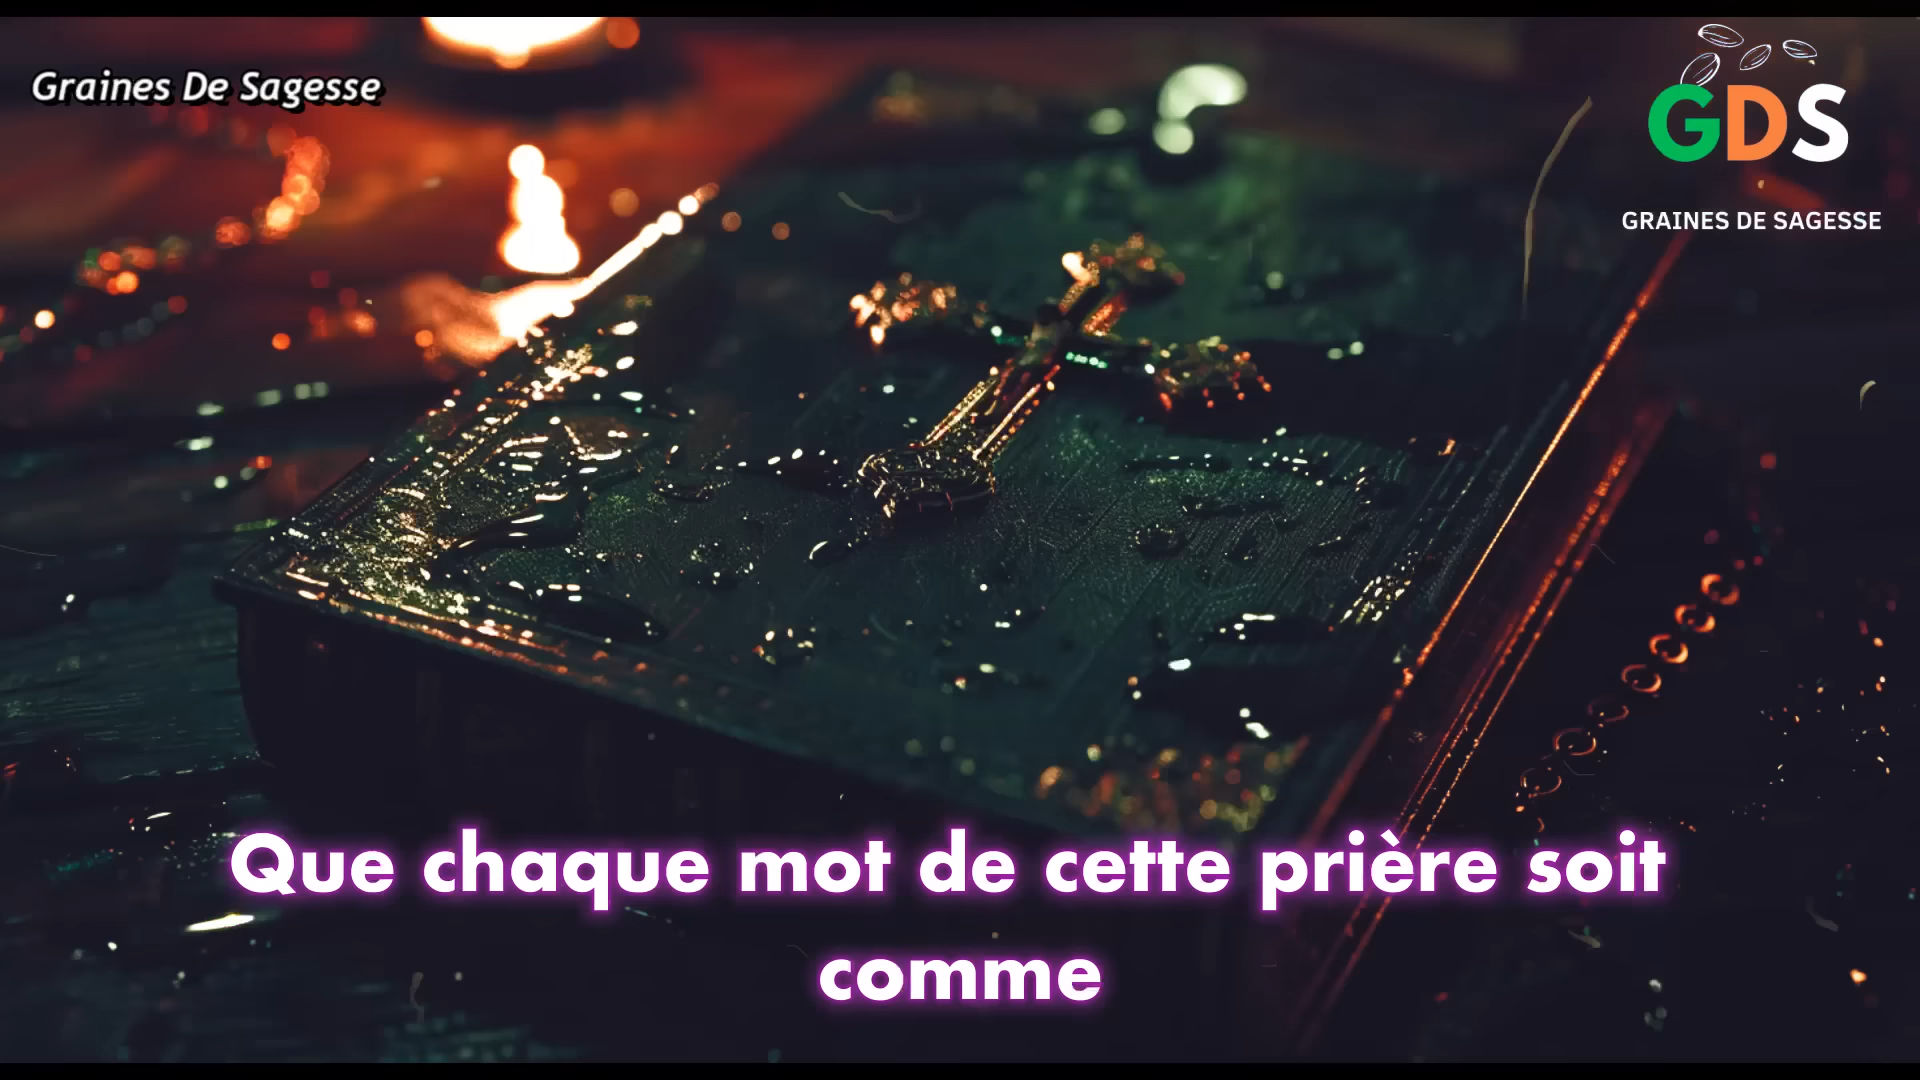 Graines De Sagesse
GDS
GRAINES DE SAGESSE
Que chaque mot de cette prière soit
comme